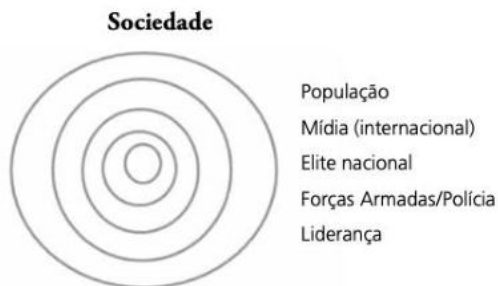 Sociedade
População
Mídia (internacional)
Elite nacional
Forças Armadas/Polícia
Liderança